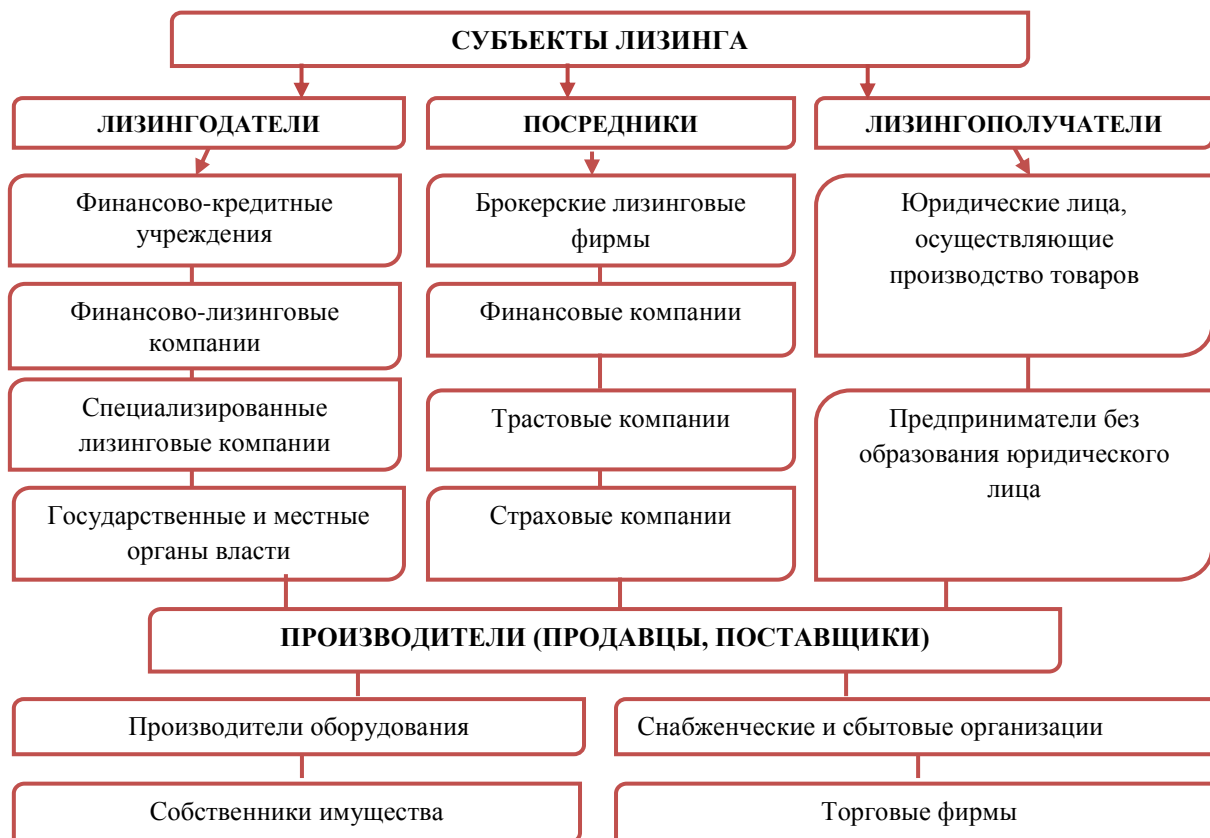 СУБЪЕКТЫ ЛИЗИНГА
ЛИЗИНГОДАТЕЛИ
Финансово-кредитные
учреждения
Финансово-лизинговые
компании
Специализированные
лизинговые компании
Государственные и местные
органы власти
ПОСРЕДНИКИ
Брокерские лизинговые
фирмы
Финансовые компании
Трастовые компании
Страховые компании
ЛИЗИНГОПОЛУЧАТЕЛИ
Юридические лица,
осуществляющие
производство товаров
Предприниматели без
образования юридического
лица
ПРОИЗВОДИТЕЛИ (ПРОДАВЦЫ, ПОСТАВЩИКИ)
Производители оборудования
Собственники имущества
Снабженческие и сбытовые организации
Торговые фирмы